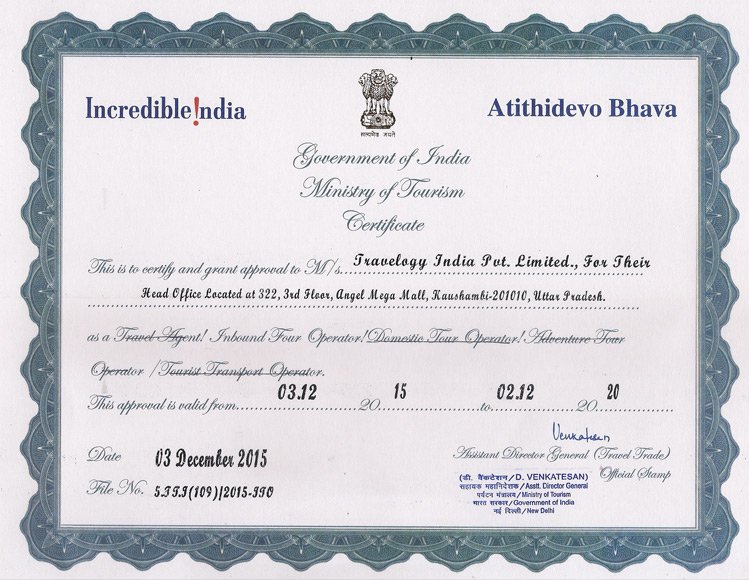 Incredible !ndia
Atithidevo Bhava
सत्यमेव जयते
Government of India
Ministry of Tourism
Certificate
This is to certify and grant approval to M/s. Travelogy India Pvt. Limited., For Their
Head Office Located at 322, 3rd Floor, Angel Mega Mall, Kaushambi-201010, Uttar Pradesh.
as a Travel Agent! Inbound Four Operator! Domestic Tour Operator! Adventure Tour
Operator / Tourist Transport Operator.
This approval is valid from 03.12 20 15 to 02.12 20 20
Venkatesan
Date 03 December 2015
Assistant Director General (Travel Trade)
Official Stamp
File No. 5.TTI(109)/2015-ITO
(डी. वैंकटेशन/D. VENKATESAN)
सहायक महानिदेशक/Asstt. Director General
पर्यटन मंत्रालय/Ministry of Tourism
भारत सरकार/Government of India
नई दिल्ली/New Delhi